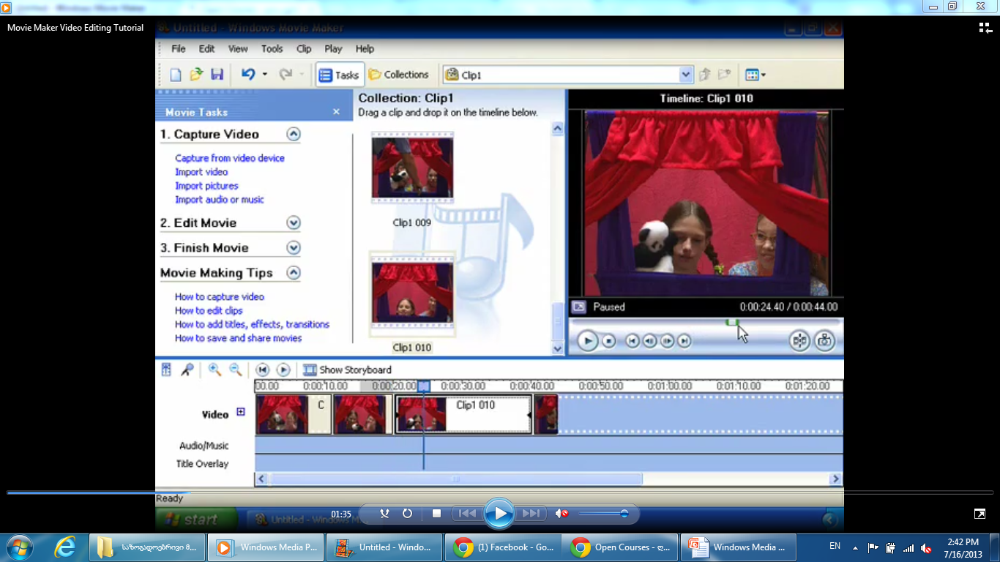 Movie Maker Video Editing Tutorial
Untitled - Windows Movie Maker
File Edit View Tools Clip Play Help
Tasks Collections Clip1
Movie Tasks
1. Capture Video
Capture from video device
Import video
Import pictures
Import audio or music
2. Edit Movie
3. Finish Movie
Movie Making Tips
How to capture video
How to edit clips
How to add titles, effects, transitions
How to save and share movies
Collection: Clip1
Drag a clip and drop it on the timeline below.
Clip1 009
Clip1 010
Timeline: Clip1 010
Paused 0:00:24.40 / 0:00:44.00
Show Storyboard
00.00 0:00:10.00 0:00:20.00 0:00:30.00 0:00:40.00 0:00:50.00 0:01:00.00 0:01:10.00 0:01:20.00
Video C Clip1 010
Audio/Music
Title Overlay
Ready
01:35
start Untitled - Windows M
საზოგადოებრივი მ... Windows Media P... Untitled - Windo... (1) Facebook - Go... Open Courses - ღ... Windows Media ... EN 2:42 PM
7/16/2013